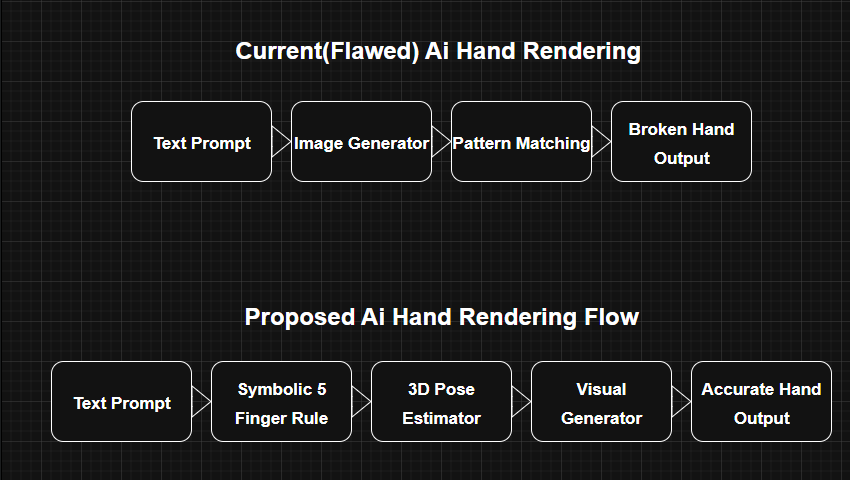 Current(Flawed) Ai Hand Rendering
Text Prompt
Image Generator
Pattern Matching
Broken Hand
Output
Proposed Ai Hand Rendering Flow
Text Prompt
Symbolic 5
Finger Rule
3D Pose
Estimator
Visual
Generator
Accurate Hand
Output